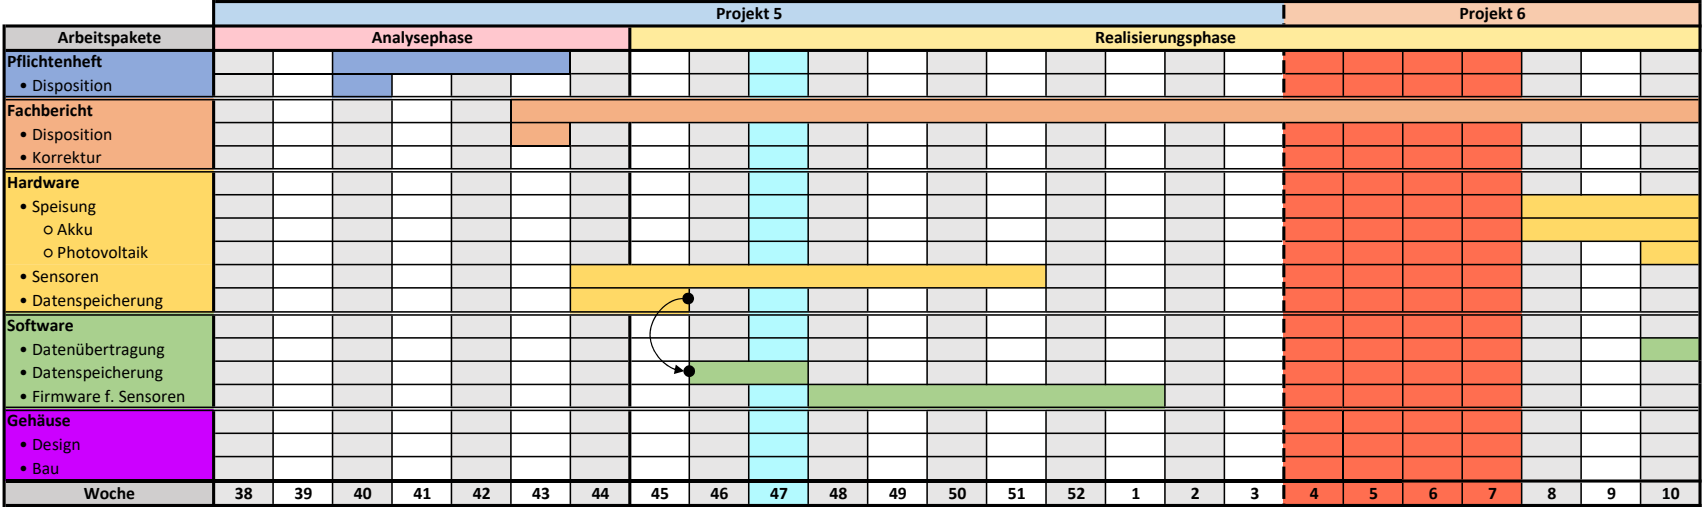 Projekt 5 Projekt 6
Arbeitspakete Analysephase Realisierungsphase
Pflichtenheft
• Disposition
Fachbericht
• Disposition
• Korrektur
Hardware
• Speisung
o Akku
o Photovoltaik
• Sensoren
• Datenspeicherung
Software
• Datenübertragung
• Datenspeicherung
• Firmware f. Sensoren
Gehäuse
• Design
• Bau
Woche 38 39 40 41 42 43 44 45 46 47 48 49 50 51 52 1 2 3 4 5 6 7 8 9 10